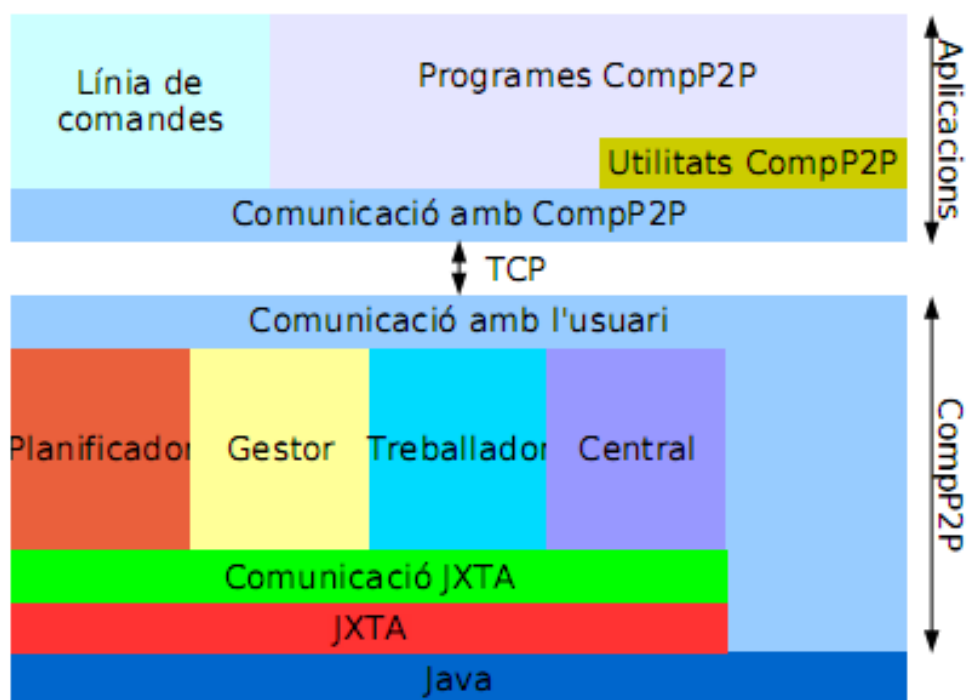 Línia de
comandes
Programes CompP2P
Utilitats CompP2P
Comunicació amb CompP2P
Aplicacions
TCP
Comunicació amb l'usuari
Planificador
Gestor
Treballador
Central
CompP2P
Comunicació JXTA
JXTA
Java